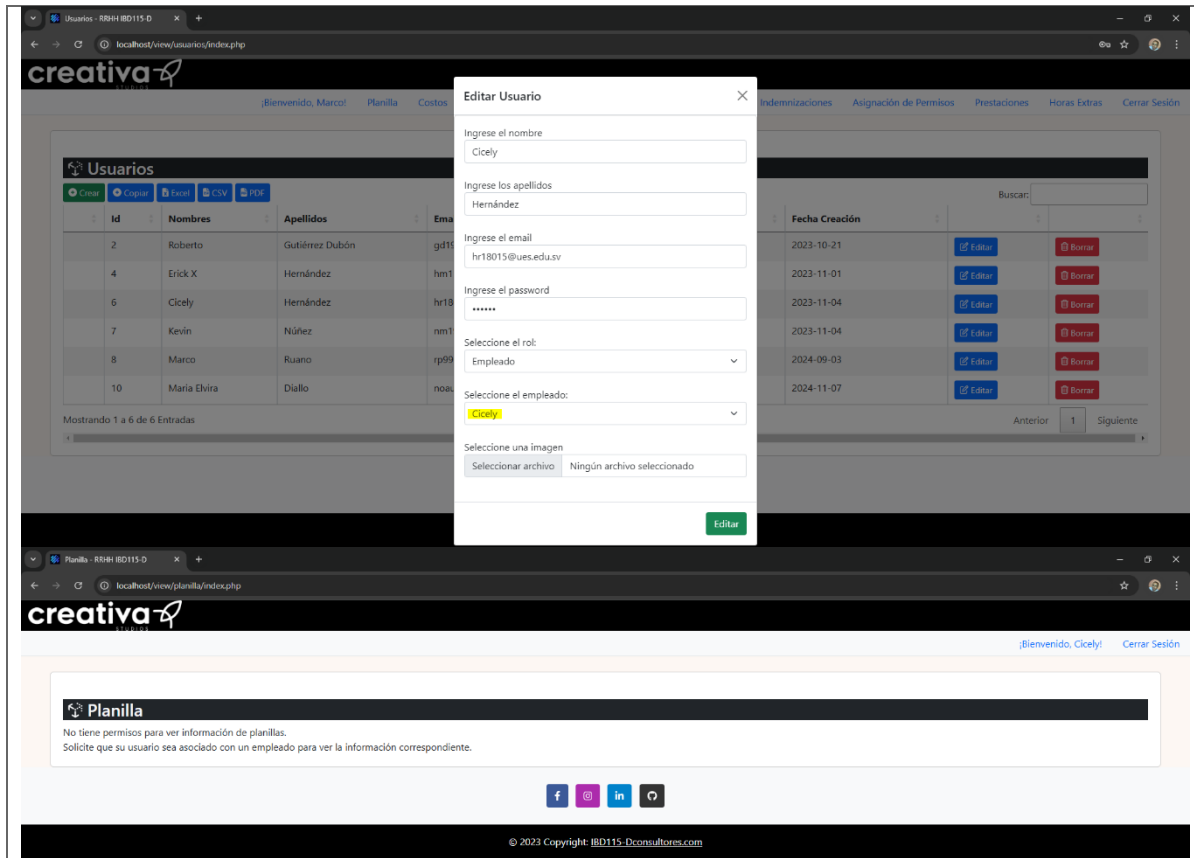 Usuarios - RRHH IBD115-D
localhost/view/usuarios/index.php
creativa
STUDIOS
¡Bienvenido, Marco! Planilla Costos Indemnizaciones Asignación de Permisos Prestaciones Horas Extras Cerrar Sesión
Usuarios
Crear Copiar Excel CSV PDF Buscar:
Id Nombres Apellidos Ema Fecha Creación
2 Roberto Gutiérrez Dubón gd19 2023-10-21 Editar Borrar
4 Erick X Hernández hm1 2023-11-01 Editar Borrar
6 Cicely Hernández hr18 2023-11-04 Editar Borrar
7 Kevin Núñez nm1 2023-11-04 Editar Borrar
8 Marco Ruano rp99 2024-09-03 Editar Borrar
10 Maria Elvira Diallo noau 2024-11-07 Editar Borrar
Mostrando 1 a 6 de 6 Entradas Anterior 1 Siguiente
Editar Usuario
Ingrese el nombre
Cicely
Ingrese los apellidos
Hernández
Ingrese el email
hr18015@ues.edu.sv
Ingrese el password
••••••
Seleccione el rol:
Empleado
Seleccione el empleado:
Cicely
Seleccione una imagen
Seleccionar archivo Ningún archivo seleccionado
Editar
Planilla - RRHH IBD115-D
localhost/view/planilla/index.php
creativa
STUDIOS
¡Bienvenido, Cicely! Cerrar Sesión
Planilla
No tiene permisos para ver información de planillas.
Solicite que su usuario sea asociado con un empleado para ver la información correspondiente.
© 2023 Copyright: IBD115-Dconsultores.com